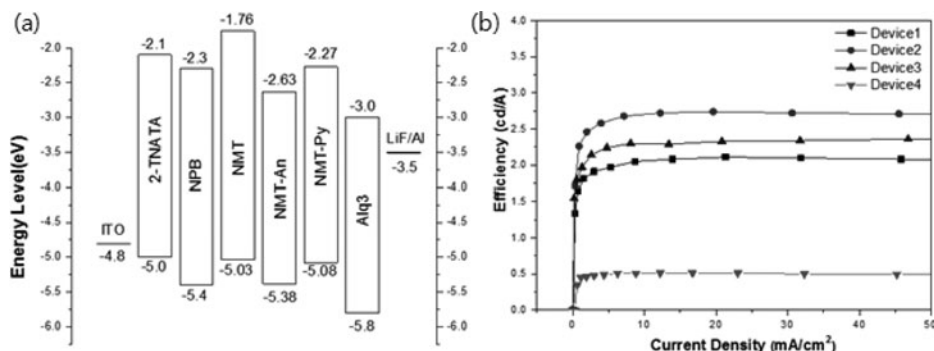 (a)
Energy Level(eV)
-2.0
-2.5
-3.0
-3.5
-4.0
-4.5
-5.0
-5.5
-6.0
ITO
-4.8
-2.1
2-TNATA
-5.0
-2.3
NPB
-5.4
-1.76
NMT
-5.03
-2.63
NMT-An
-5.38
-2.27
NMT-Py
-5.08
-3.0
Alq3
-5.8
LiF/Al
-3.5
-2.0
-2.5
-3.0
-3.5
-4.0
-4.5
-5.0
-5.5
-6.0
(b)
Efficiency (cd/A)
4.0
3.5
3.0
2.5
2.0
1.5
1.0
0.5
0.0
Device1
Device2
Device3
Device4
0 10 20 30 40 50
Current Density (mA/cm²)